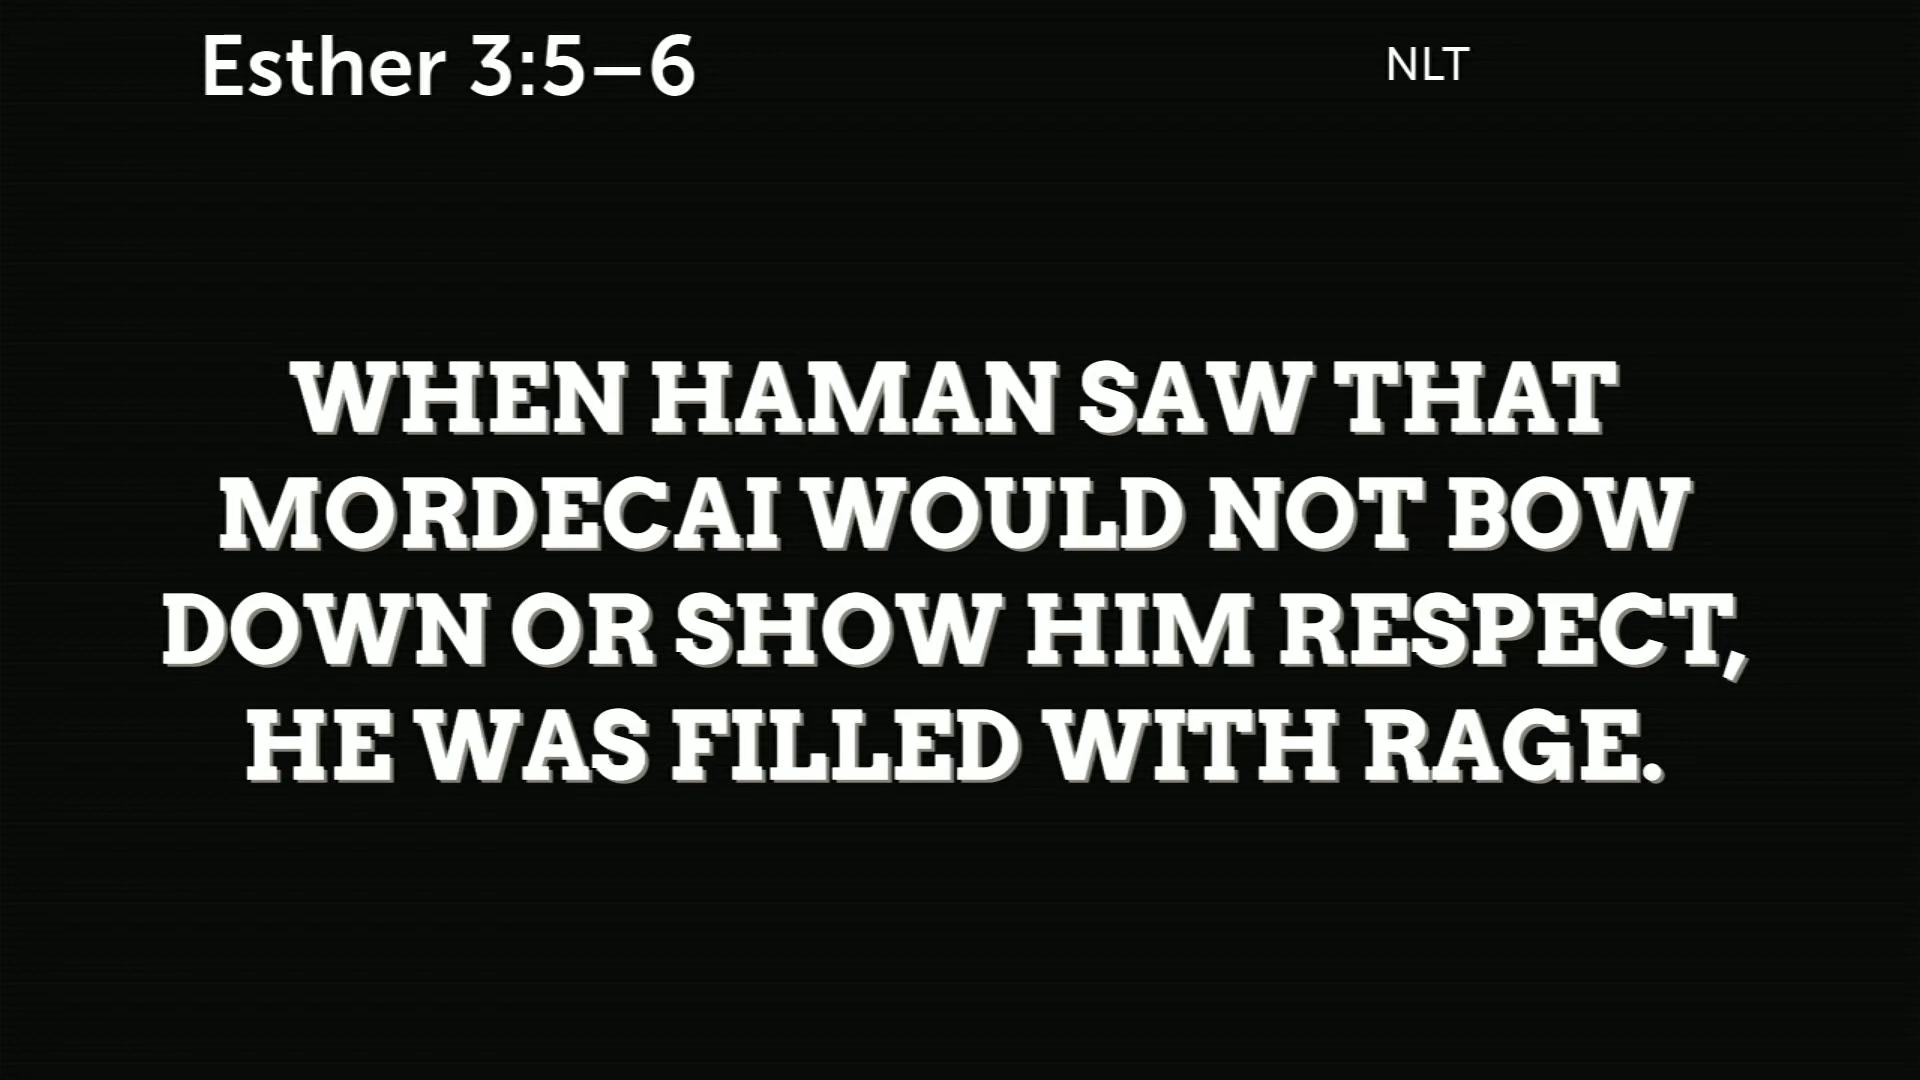 Esther 3:5–6
NLT
WHEN HAMAN SAW THAT
MORDECAI WOULD NOT BOW
DOWN OR SHOW HIM RESPECT,
HE WAS FILLED WITH RAGE.